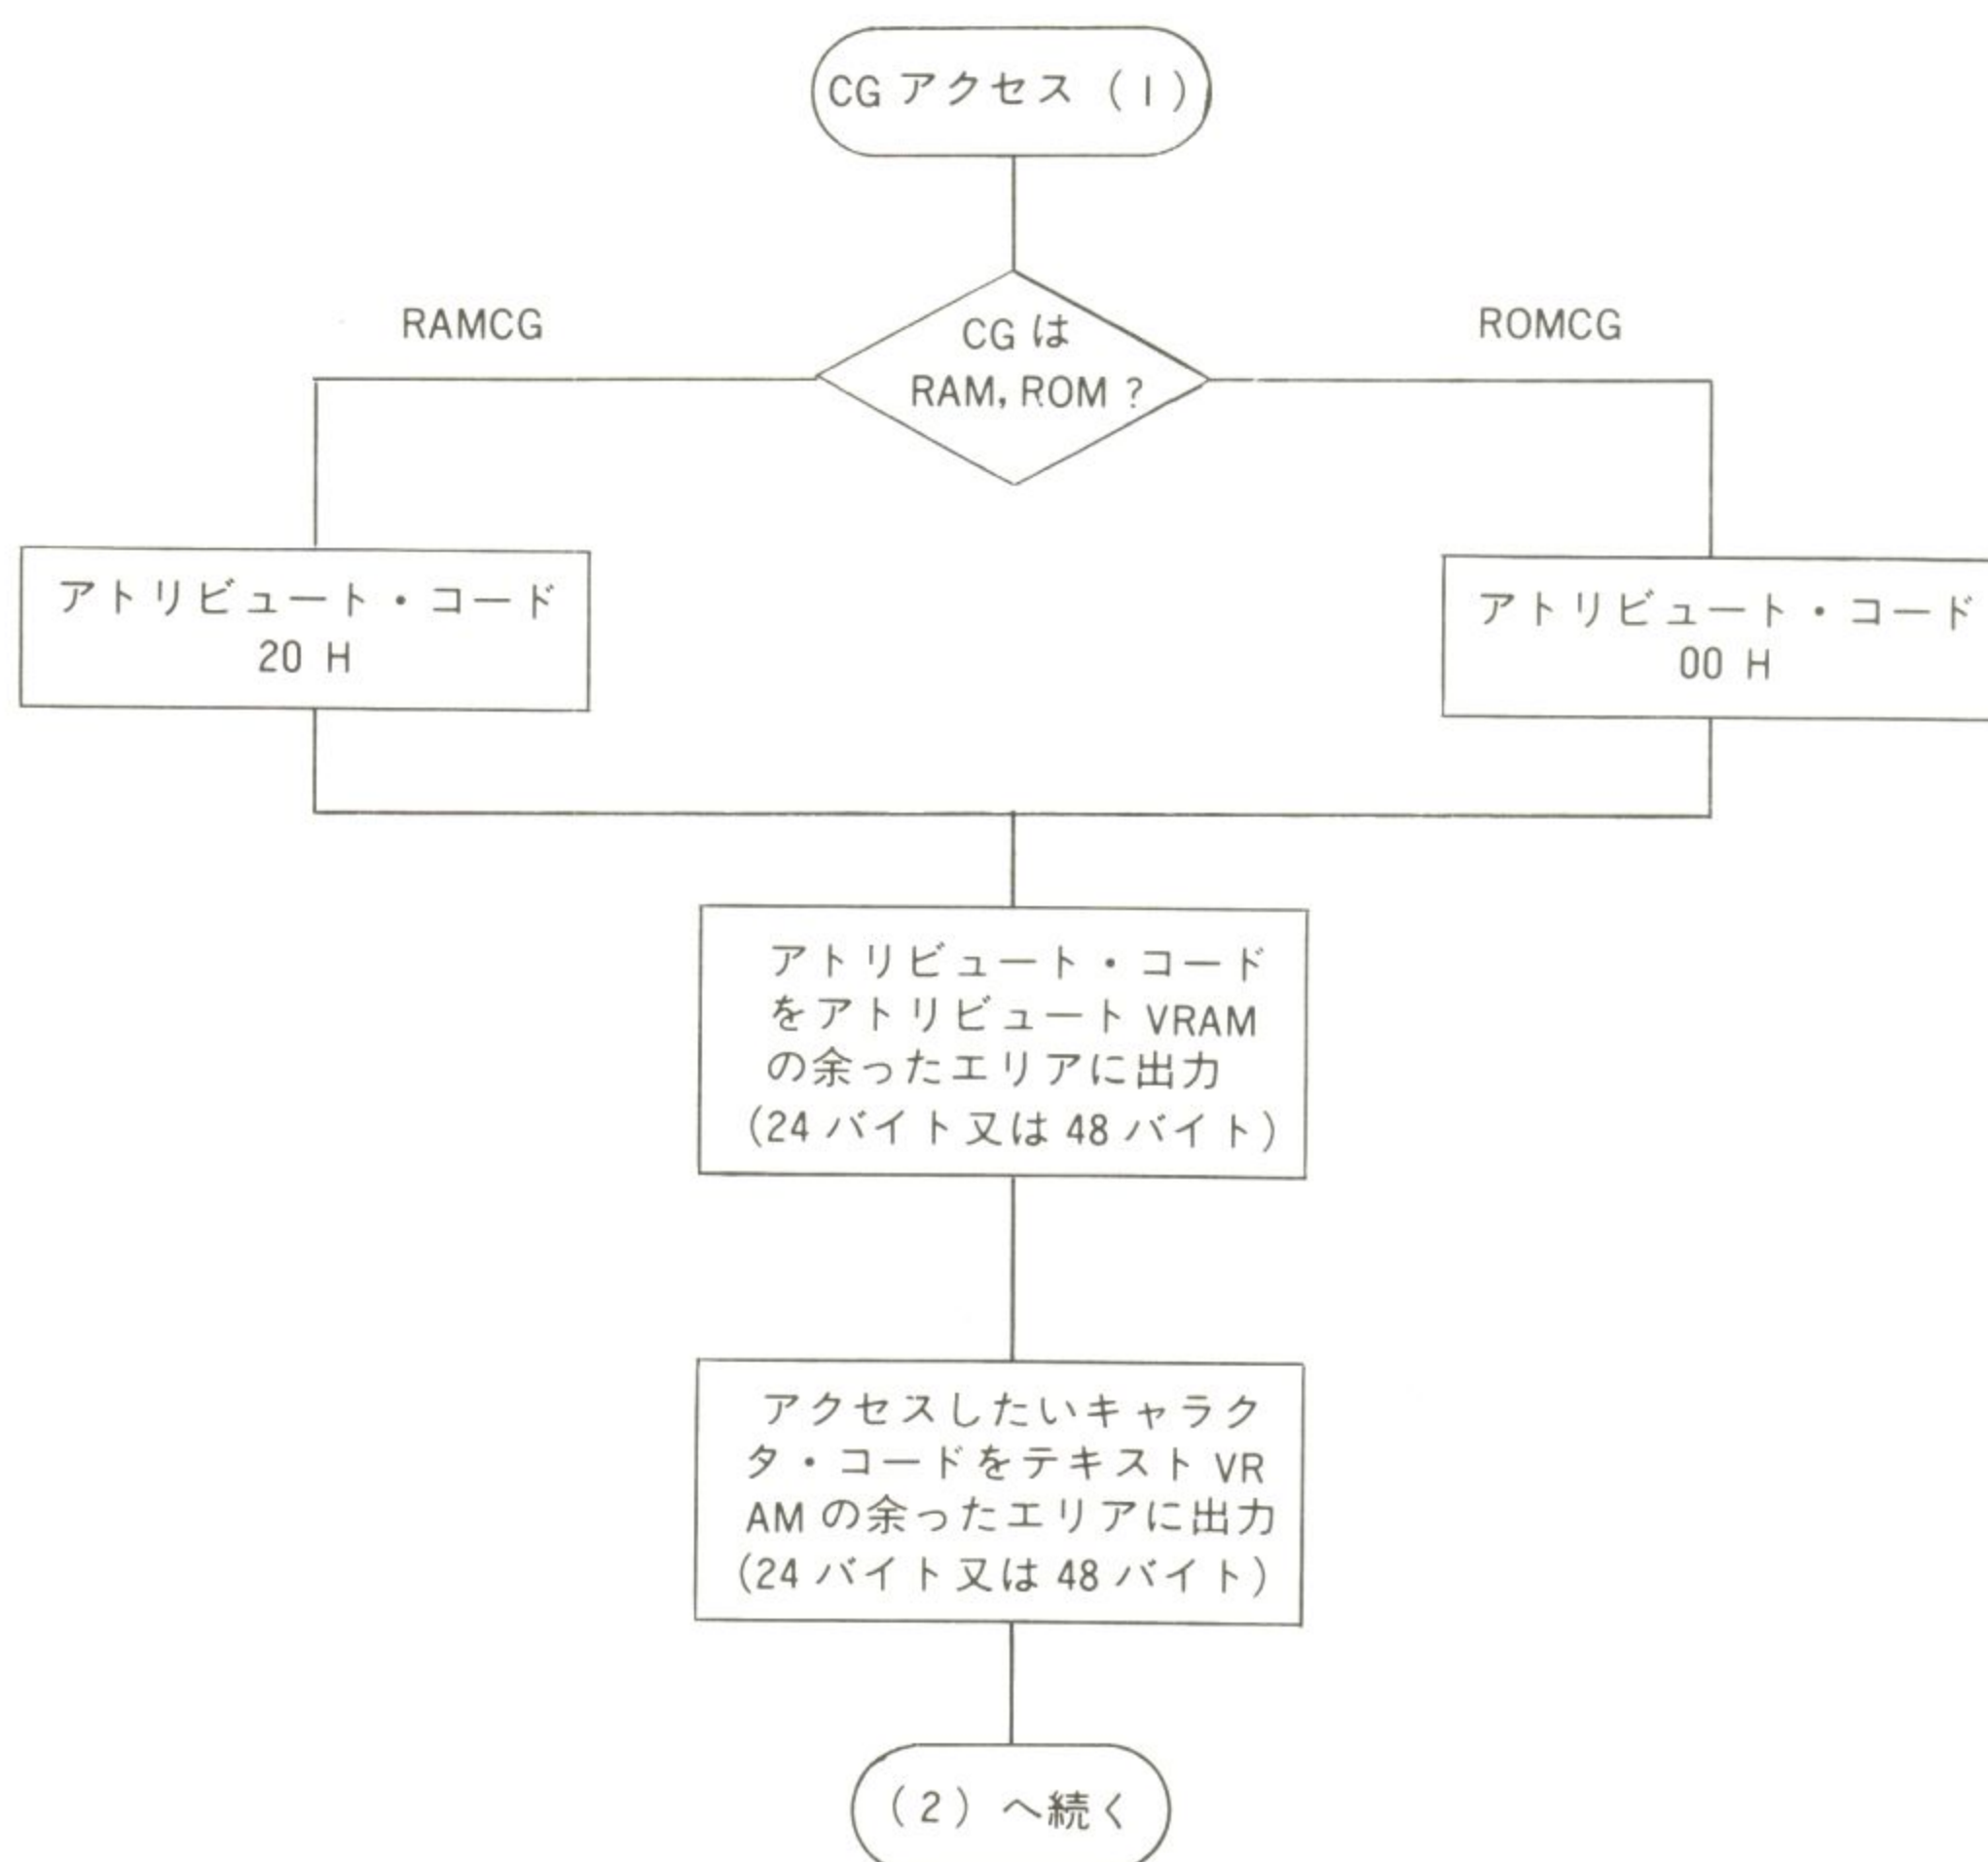 CG アクセス (1)
CG は
RAM, ROM ?
RAMCG
ROMCG
アトリビュート・コード
20 H
アトリビュート・コード
00 H
アトリビュート・コード
をアトリビュート VRAM
の余ったエリアに出力
(24 バイト又は 48 バイト)
アクセスしたいキャラク
タ・コードをテキスト VR
AM の余ったエリアに出力
(24 バイト又は 48 バイト)
(2) へ続く